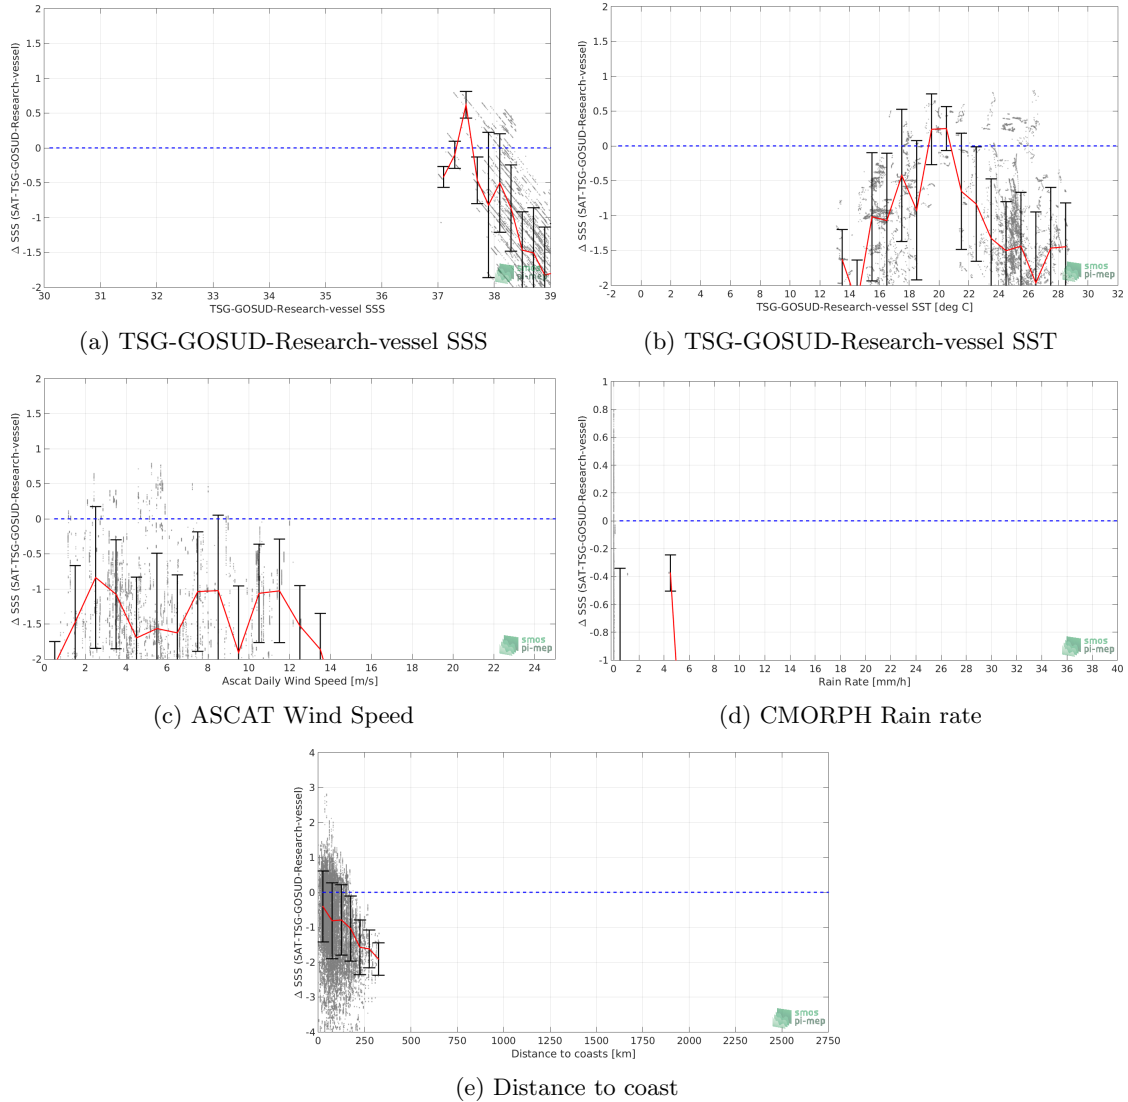 2
1.5
1
0.5
0
-0.5
-1
-1.5
-2
Δ SSS (SAT-TSG-GOSUD-Research-vessel)
30 31 32 33 34 35 36 37 38 39
TSG-GOSUD-Research-vessel SSS
smos
pi-mep
(a) TSG-GOSUD-Research-vessel SSS
2
1.5
1
0.5
0
-0.5
-1
-1.5
-2
Δ SSS (SAT-TSG-GOSUD-Research-vessel)
-2 0 2 4 6 8 10 12 14 16 18 20 22 24 26 28 30 32
TSG-GOSUD-Research-vessel SST [deg C]
smos
pi-mep
(b) TSG-GOSUD-Research-vessel SST
2
1.5
1
0.5
0
-0.5
-1
-1.5
-2
Δ SSS (SAT-TSG-GOSUD-Research-vessel)
0 2 4 6 8 10 12 14 16 18 20 22 24
Ascat Daily Wind Speed [m/s]
smos
pi-mep
(c) ASCAT Wind Speed
1
0.8
0.6
0.4
0.2
0
-0.2
-0.4
-0.6
-0.8
-1
Δ SSS (SAT-TSG-GOSUD-Research-vessel)
0 2 4 6 8 10 12 14 16 18 20 22 24 26 28 30 32 34 36 38 40
Rain Rate [mm/h]
smos
pi-mep
(d) CMORPH Rain rate
4
3
2
1
0
-1
-2
-3
-4
Δ SSS (SAT-TSG-GOSUD-Research-vessel)
0 250 500 750 1000 1250 1500 1750 2000 2250 2500 2750
Distance to coasts [km]
smos
pi-mep
(e) Distance to coast